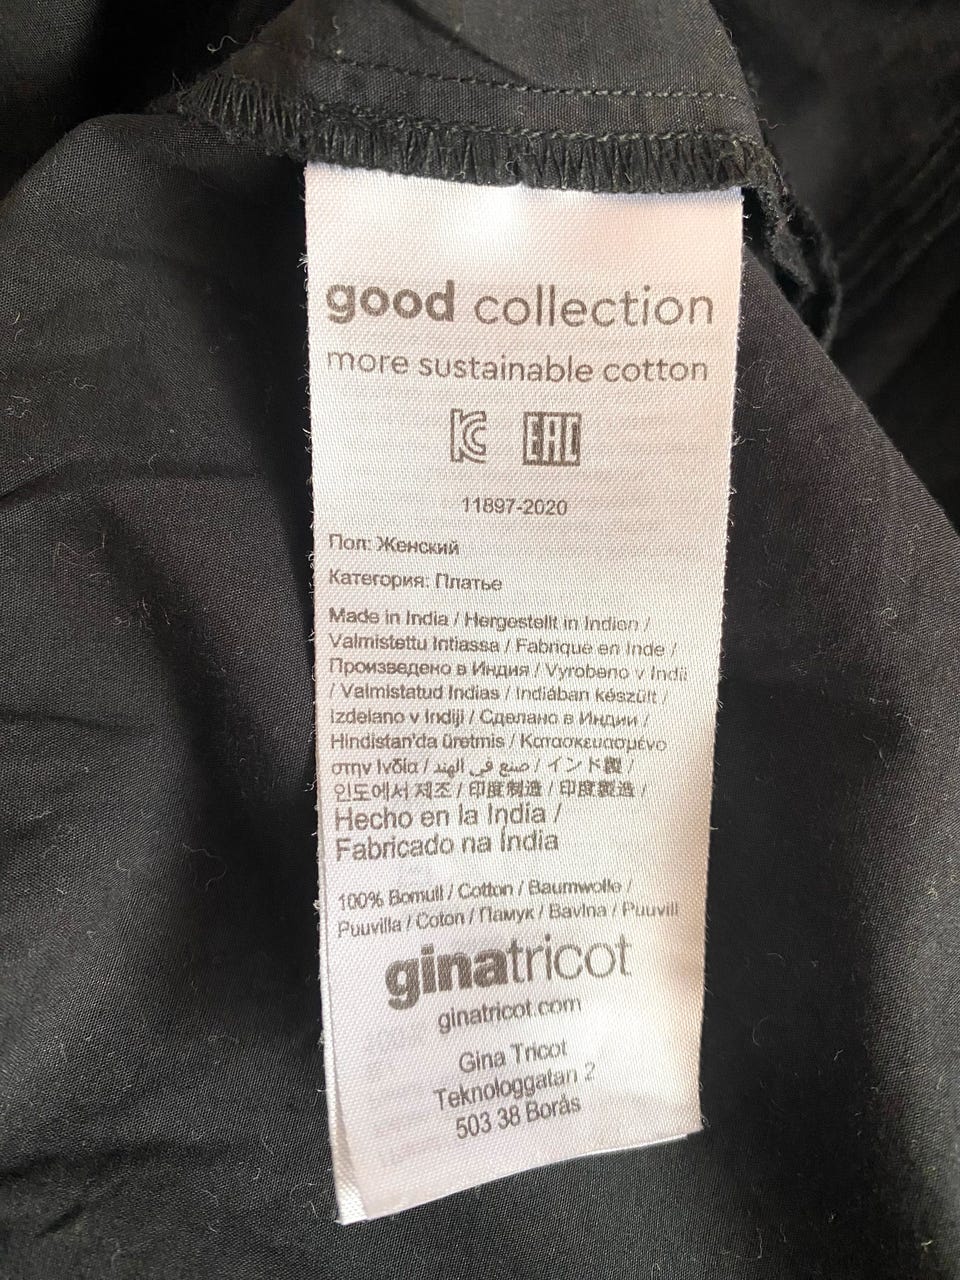 good collection
more sustainable cotton
EAC
11897-2020
Пол: Женский
Категория: Платье
Made in India / Hergestellt in Indien /
Valmistettu Intiassa / Fabrique en Inde /
Произведено в Индия / Vyrobeno v Indii
/ Valmistatud Indias / Indiában készült /
Izdelano v Indiji / Сделано в Индии /
Hindistan'da üretmis / Κατασκευασμένο
στην Ινδία / صنع في الهند / インド製 /
인도에서 제조 / 印度制造 / 印度製造 /
Hecho en la India /
Fabricado na Índia
100% Bomull / Cotton / Baumwolle /
Puuvilla / Coton / Памук / Bavlna / Puuvill
ginatricot
ginatricot.com
Gina Tricot
Teknologgatan 2
503 38 Borås